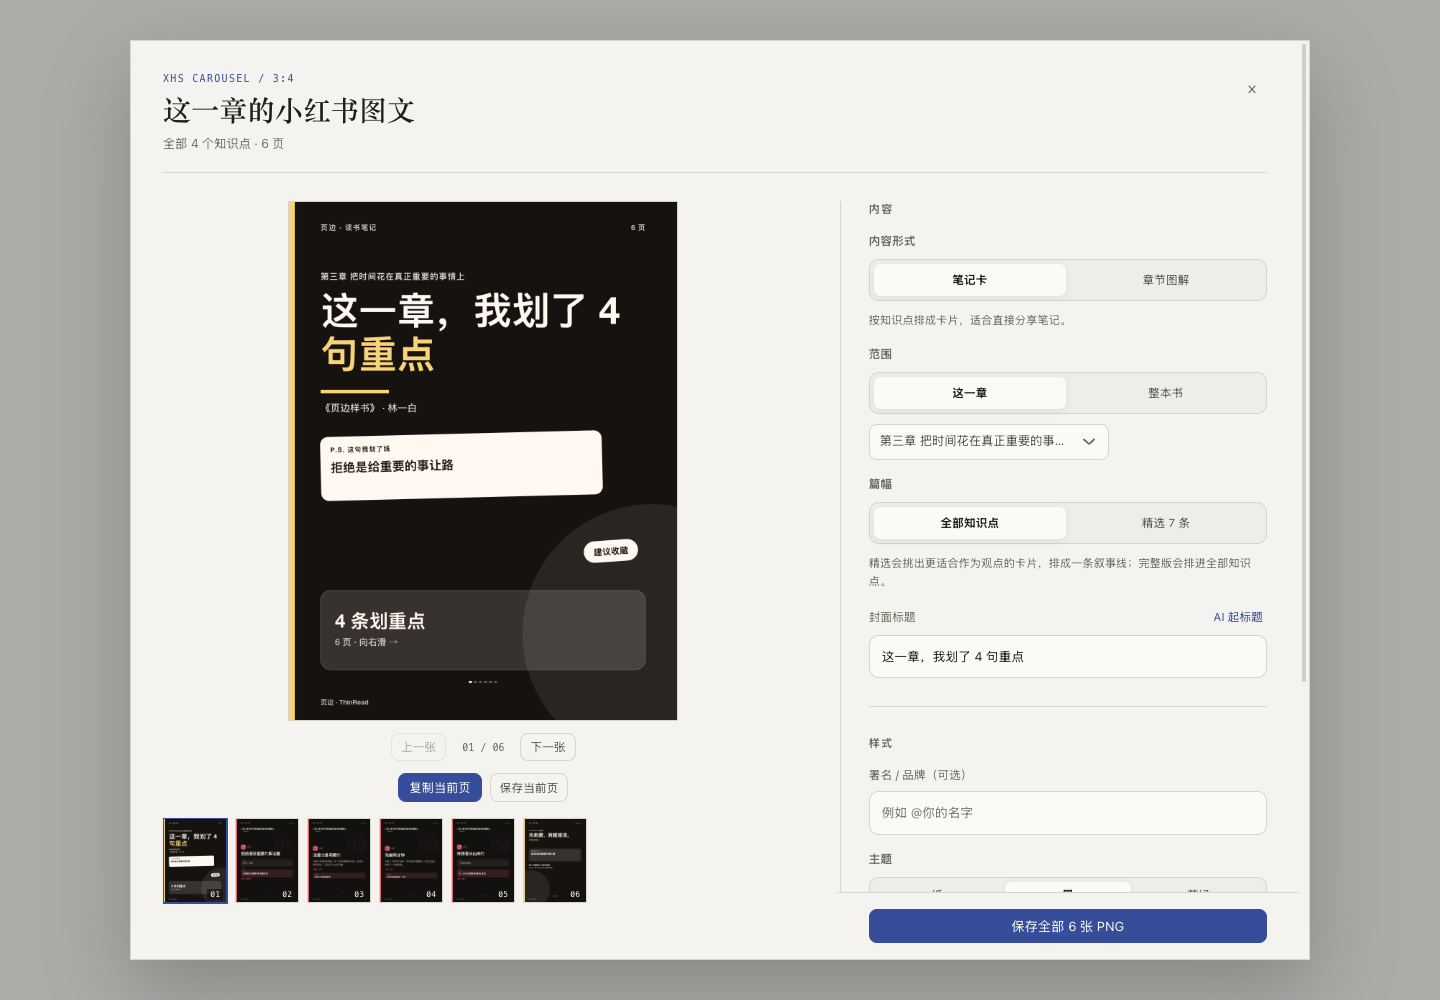 XHS CAROUSEL / 3:4
这一章的小红书图文
全部 4 个知识点 · 6 页
×
页边 · 读书笔记
6 页
第三章 把时间花在真正重要的事情上
这一章，我划了 4
句重点
《页边样书》 · 林一白
P.S. 这句我划了线
拒绝是给重要的事让路
建议收藏
4 条划重点
6 页 · 向右滑 →
页边 · ThinRead
上一张
01 / 06
下一张
复制当前页
保存当前页
这一章，我划了 4
句重点
01
02
03
04
05
06
内容
内容形式
笔记卡
章节图解
按知识点排成卡片，适合直接分享笔记。
范围
这一章
整本书
第三章 把时间花在真正重要的事...
篇幅
全部知识点
精选 7 条
精选会挑出更适合作为观点的卡片，排成一条叙事线；完整版会排进全部知识
点。
封面标题
AI 起标题
这一章，我划了 4 句重点
样式
署名 / 品牌（可选）
例如 @你的名字
主题
保存全部 6 张 PNG